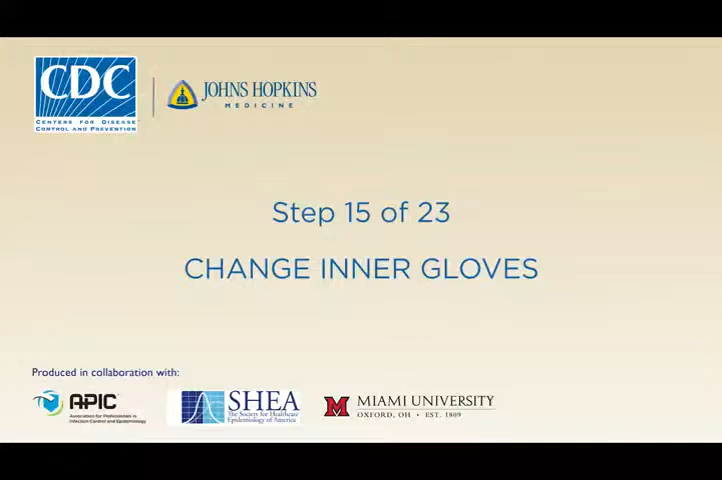 CDC
CENTERS FOR DISEASE
CONTROL AND PREVENTION
JOHNS HOPKINS
MEDICINE
Step 15 of 23
CHANGE INNER GLOVES
Produced in collaboration with:
APIC
Association for Professionals in
Infection Control and Epidemiology
SHEA
The Society for Healthcare
Epidemiology of America
M
MIAMI UNIVERSITY
OXFORD, OH • EST. 1809